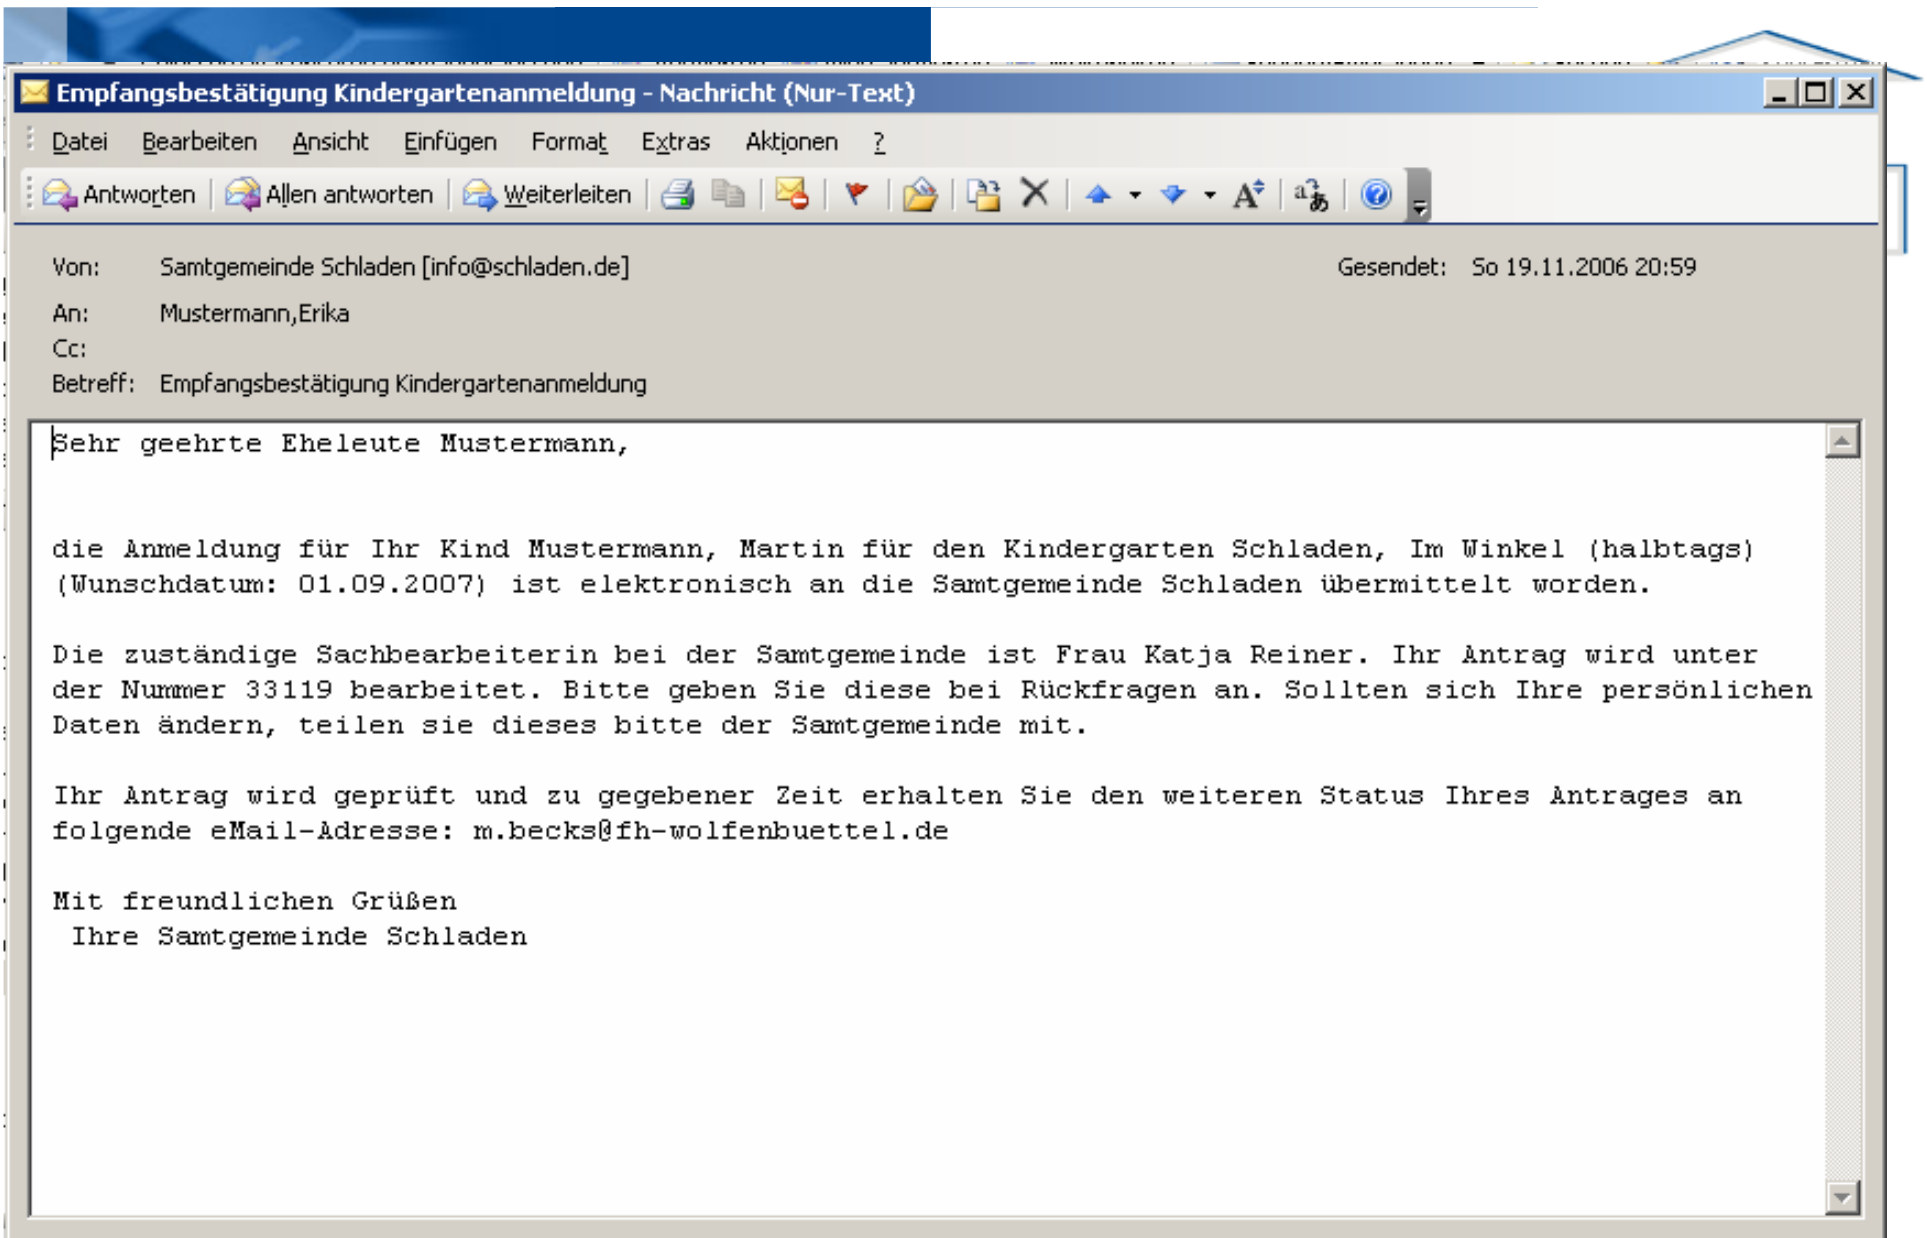 Empfangsbestätigung Kindergartenanmeldung - Nachricht (Nur-Text)
Datei Bearbeiten Ansicht Einfügen Format Extras Aktionen ?
Antworten Allen antworten Weiterleiten
Von: Samtgemeinde Schladen [info@schladen.de] Gesendet: So 19.11.2006 20:59
An: Mustermann,Erika
Cc:
Betreff: Empfangsbestätigung Kindergartenanmeldung
Sehr geehrte Eheleute Mustermann,
die Anmeldung für Ihr Kind Mustermann, Martin für den Kindergarten Schladen, Im Winkel (halbtags)
(Wunschdatum: 01.09.2007) ist elektronisch an die Samtgemeinde Schladen übermittelt worden.
Die zuständige Sachbearbeiterin bei der Samtgemeinde ist Frau Katja Reiner. Ihr Antrag wird unter
der Nummer 33119 bearbeitet. Bitte geben Sie diese bei Rückfragen an. Sollten sich Ihre persönlichen
Daten ändern, teilen sie dieses bitte der Samtgemeinde mit.
Ihr Antrag wird geprüft und zu gegebener Zeit erhalten Sie den weiteren Status Ihres Antrages an
folgende eMail-Adresse: m.becks@fh-wolfenbuettel.de
Mit freundlichen Grüßen
Ihre Samtgemeinde Schladen